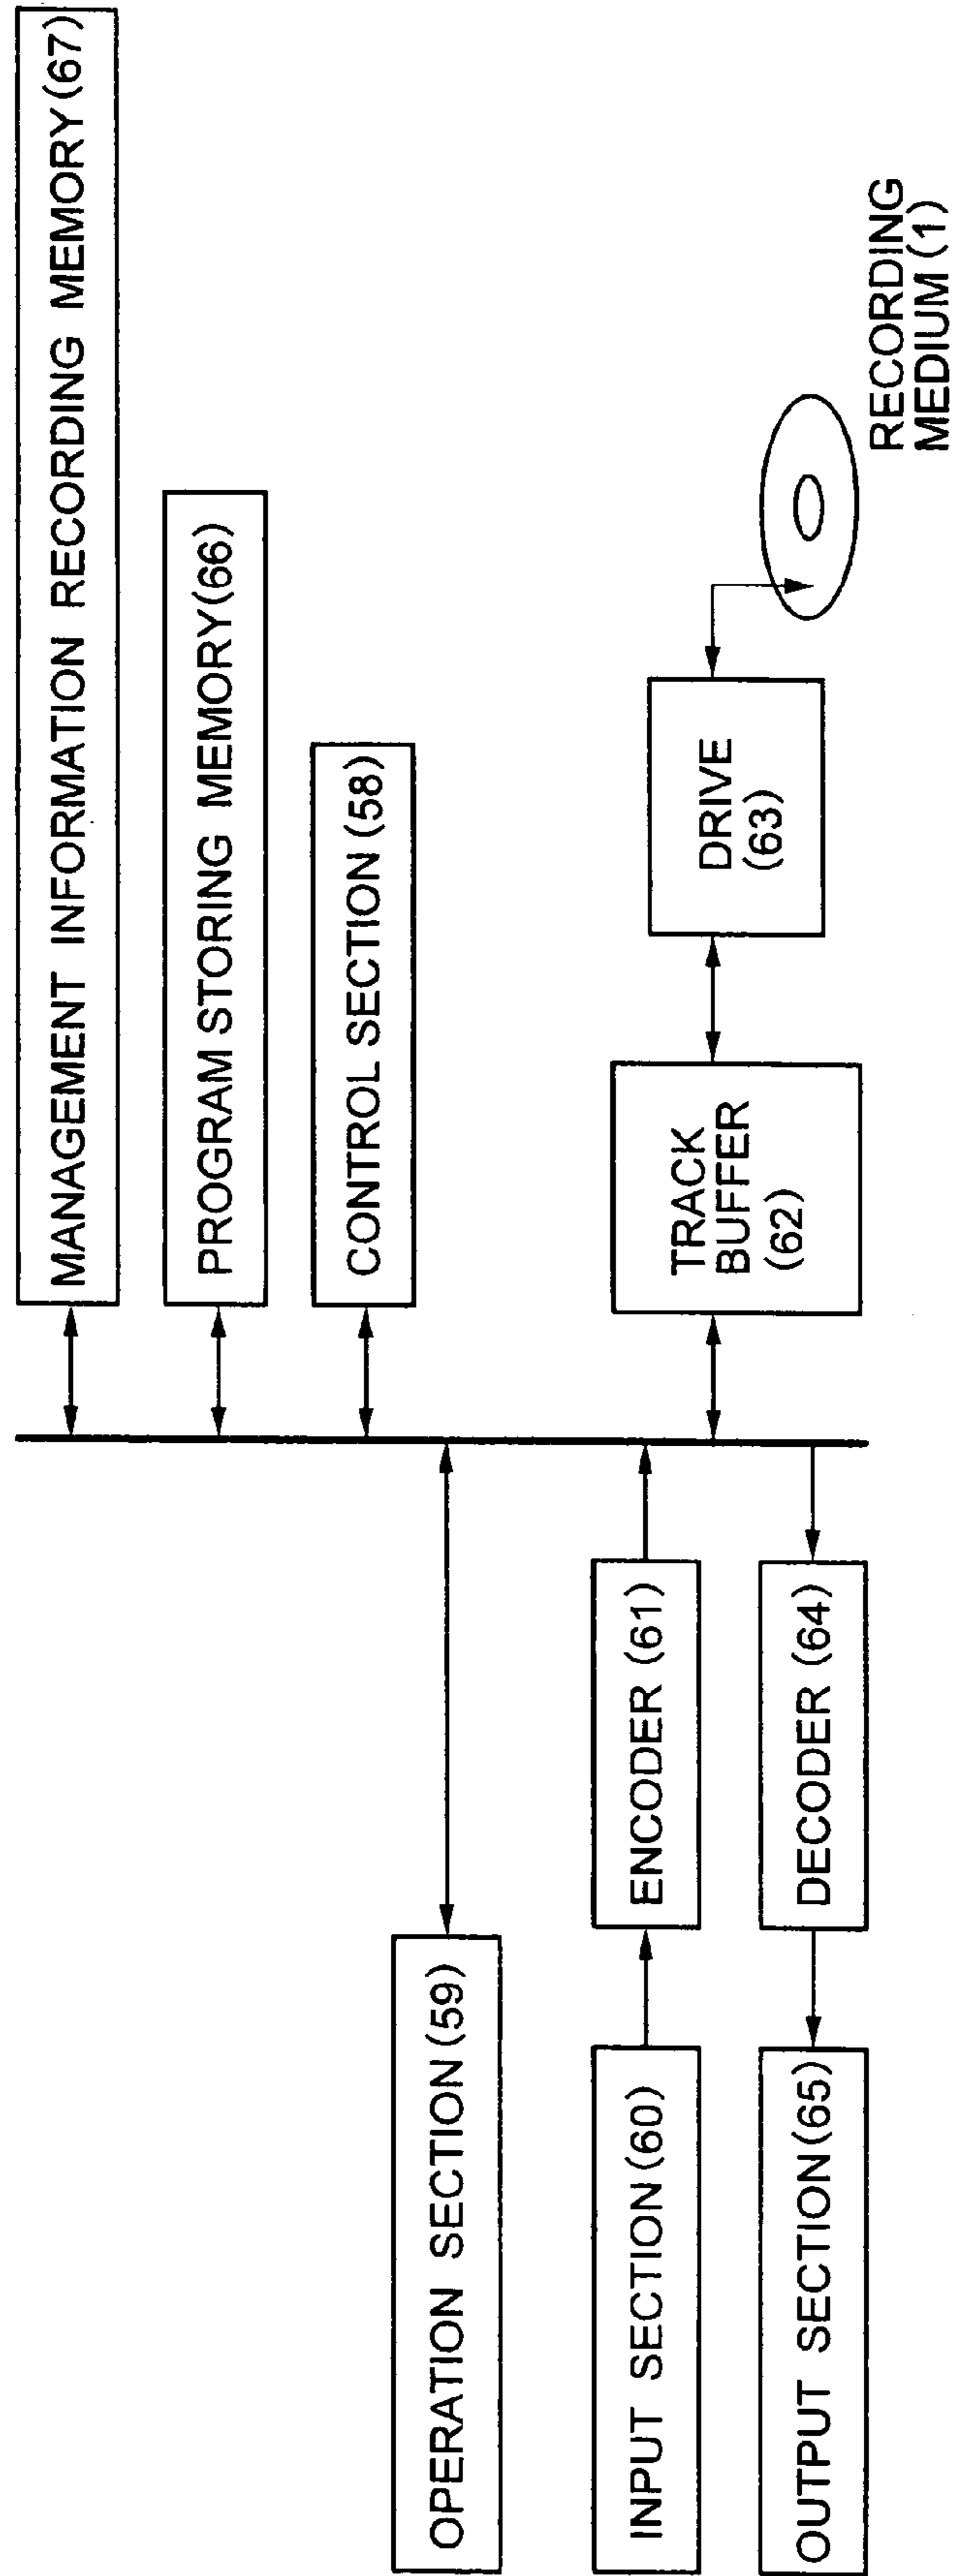 MANAGEMENT INFORMATION RECORDING MEMORY (67)
PROGRAM STORING MEMORY (66)
CONTROL SECTION (58)
OPERATION SECTION (59)
INPUT SECTION (60)
ENCODER (61)
OUTPUT SECTION (65)
DECODER (64)
TRACK
BUFFER
(62)
DRIVE
(63)
RECORDING
MEDIUM (1)